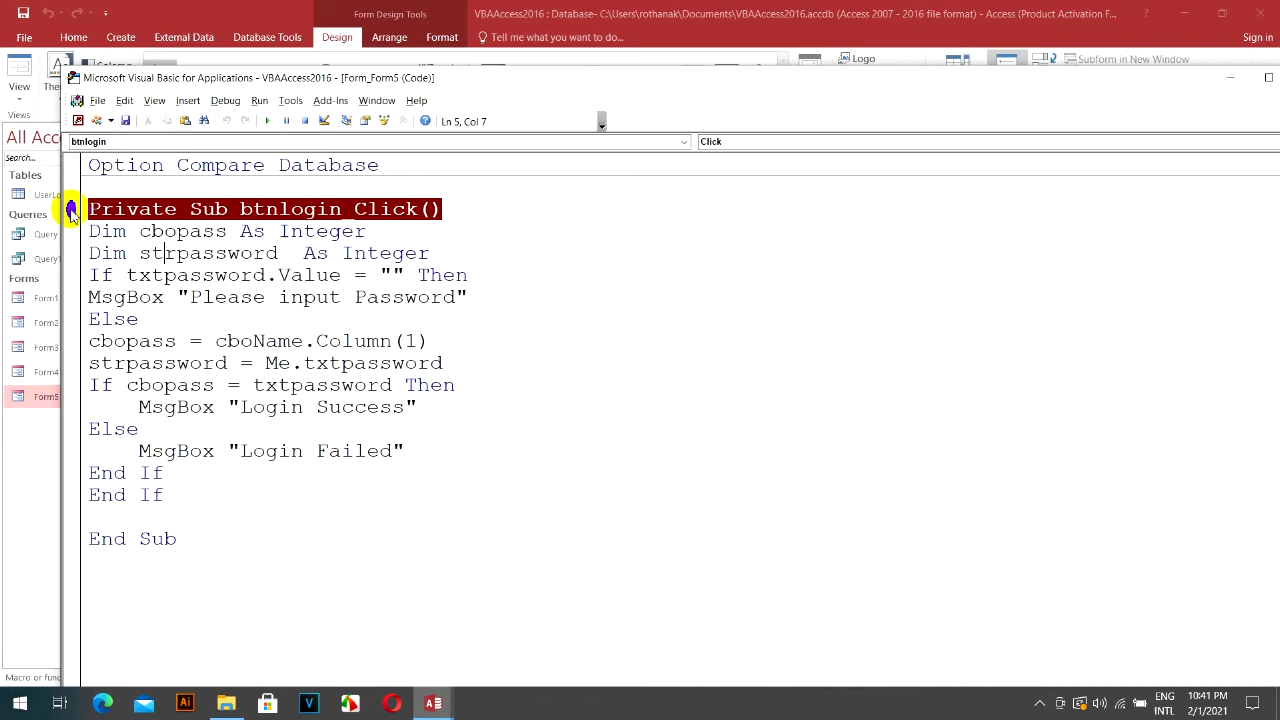 Form Design Tools
VBAAccess2016 : Database- C:\Users\rothanak\Documents\VBAAccess2016.accdb (Access 2007 - 2016 file format) - Access (Product Activation F...
File Home Create External Data Database Tools Design Arrange Format Tell me what you want to do... Sign in
View
Views
Logo
Subform in New Window
Microsoft Visual Basic for Applications - VBAAccess2016 - [Form_Form5 (Code)]
File Edit View Insert Debug Run Tools Add-Ins Window Help
Ln 5, Col 7
btnlogin Click
All Acc
Search...
Tables
UserLo
Queries
Query
Query1
Forms
Form1
Form2
Form3
Form4
Form5
Option Compare Database
Private Sub btnlogin_Click()
Dim cbopass As Integer
Dim strpassword  As Integer
If txtpassword.Value = "" Then
MsgBox "Please input Password"
Else
cbopass = cboName.Column(1)
strpassword = Me.txtpassword
If cbopass = txtpassword Then
MsgBox "Login Success"
Else
MsgBox "Login Failed"
End If
End If
End Sub
Macro or func
Ai
V
ENG
INTL
10:41 PM
2/1/2021